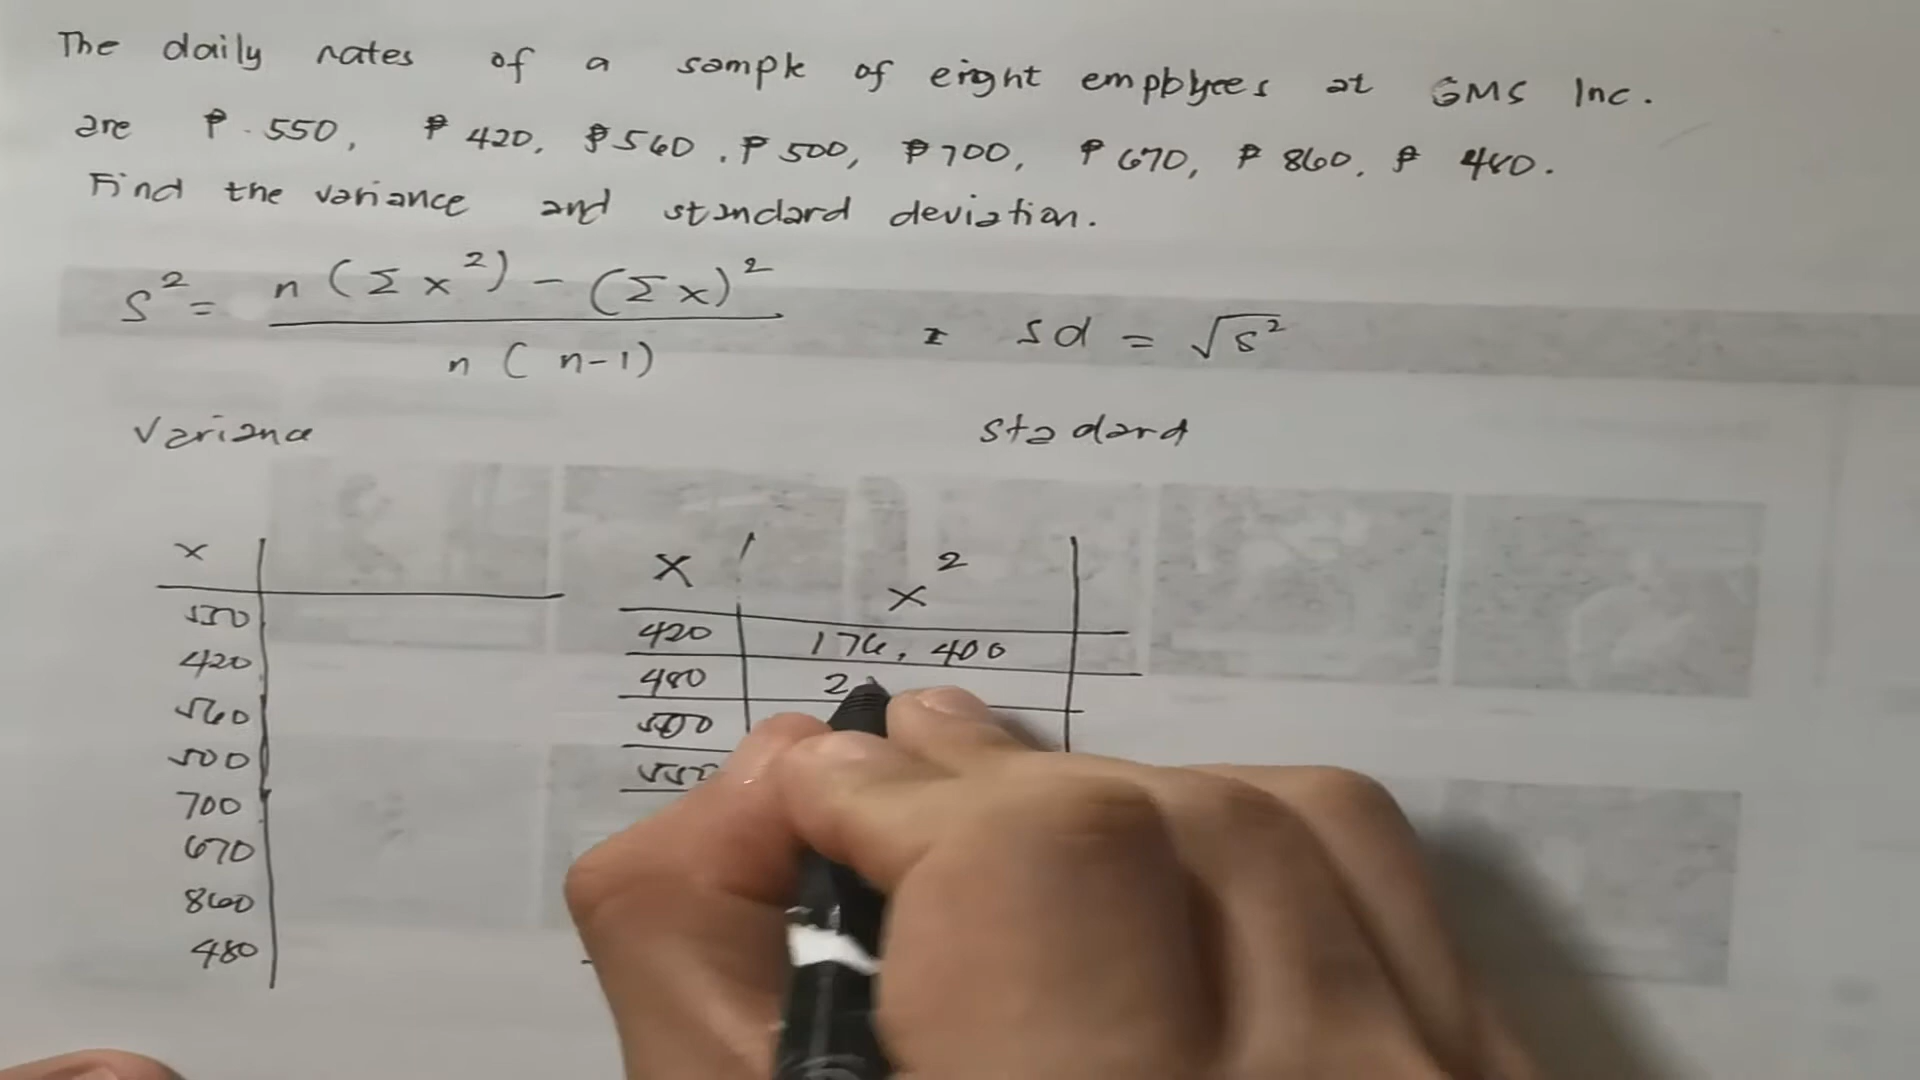 The daily rates of a sample of eight employees at GMS Inc.
are ₱ 550, ₱ 420, ₱ 560, ₱ 500, ₱ 700, ₱ 670, ₱ 860, ₱ 480.
Find the variance and standard deviation.
S² = n(Σx²) - (Σx)² / n(n-1)
sd = √s²
Variance
stadard
x
550
420
560
500
700
670
860
480
X x²
420 176,400
480 2
500
550